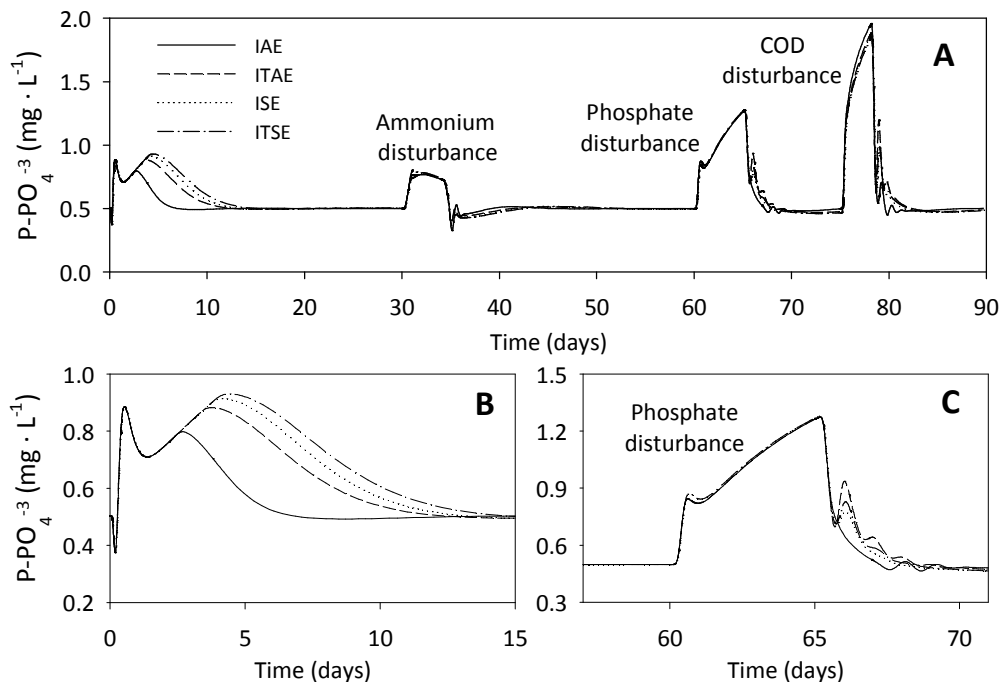 2.0
1.5
1.0
0.5
0.0
P-PO4-3 (mg · L-1)
IAE
ITAE
ISE
ITSE
Ammonium
disturbance
Phosphate
disturbance
COD
disturbance
A
0 10 20 30 40 50 60 70 80 90
Time (days)
1.0
0.8
0.6
0.4
0.2
P-PO4-3 (mg · L-1)
B
0 5 10 15
Time (days)
1.5
1.2
0.9
0.6
0.3
Phosphate
disturbance
C
60 65 70
Time (days)